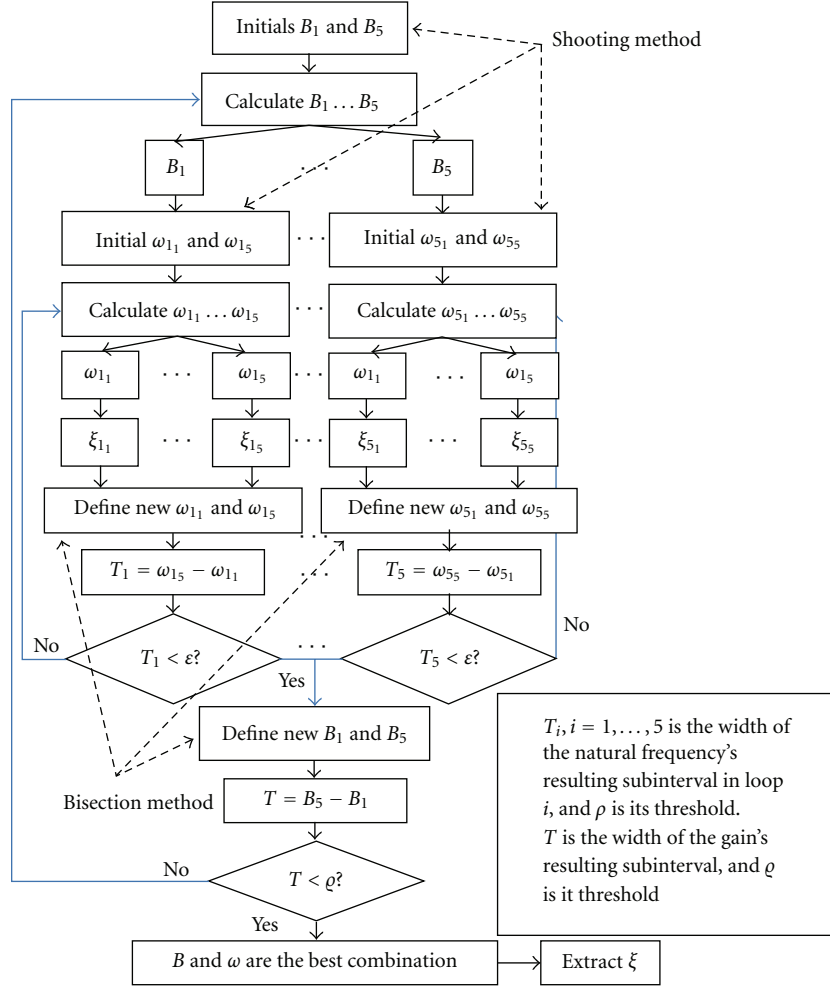 Initials B₁ and B₅
Shooting method
Calculate B₁ ... B₅
B₁
...
B₅
Initial ω₁₁ and ω₁₅
...
Initial ω₅₁ and ω₅₅
Calculate ω₁₁ ... ω₁₅
...
Calculate ω₅₁ ... ω₅₅
ω₁₁
...
ω₁₅
...
ω₁₁
...
ω₁₅
ξ₁₁
...
ξ₁₅
...
ξ₅₁
...
ξ₅₅
Define new ω₁₁ and ω₁₅
...
Define new ω₅₁ and ω₅₅
T₁ = ω₁₅ − ω₁₁
...
T₅ = ω₅₅ − ω₅₁
No
T₁ < ε?
...
T₅ < ε?
No
Yes
Define new B₁ and B₅
Bisection method
T = B₅ − B₁
No
T < ϱ?
Yes
B and ω are the best combination
Extract ξ
Tᵢ, i = 1, . . . , 5 is the width of
the natural frequency's
resulting subinterval in loop
i, and ρ is its threshold.
T is the width of the gain's
resulting subinterval, and ϱ
is it threshold